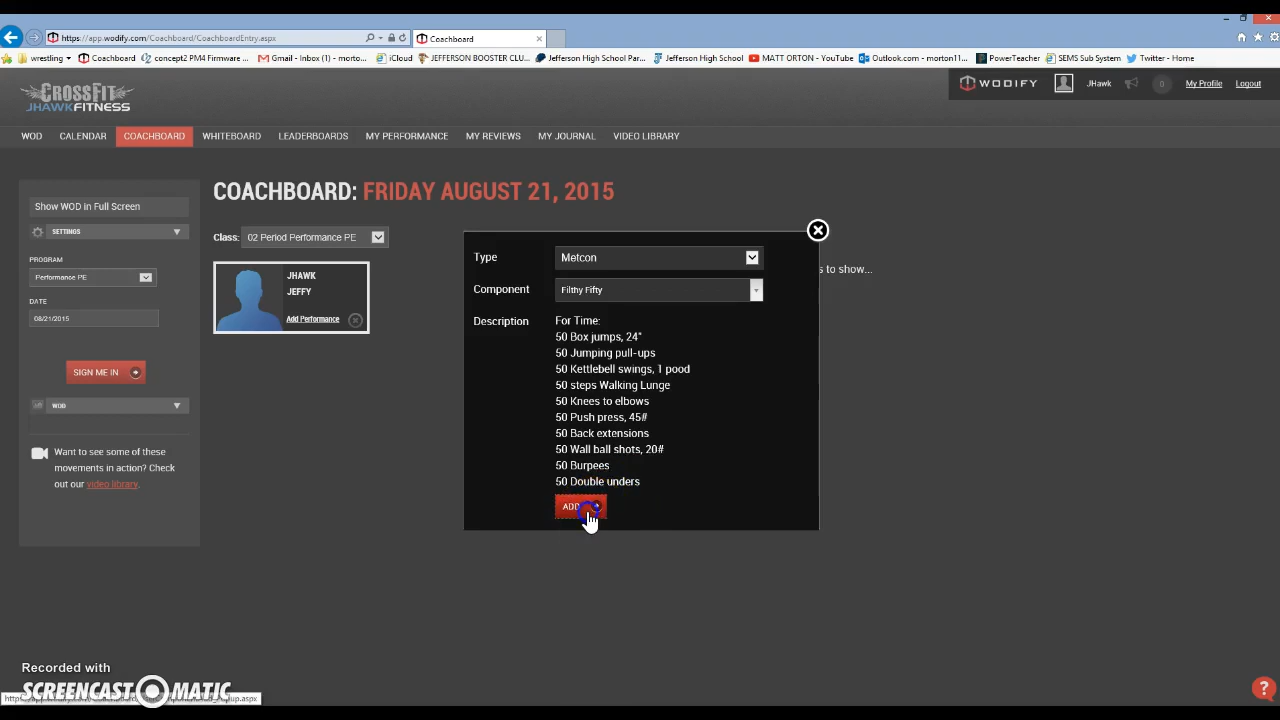 https://app.wodify.com/Coachboard/CoachboardEntry.aspx
Coachboard
wrestling
Coachboard
concept2 PM4 Firmware ...
Gmail - Inbox (1) - morto...
iCloud
JEFFERSON BOOSTER CLU...
Jefferson High School Par...
Jefferson High School
MATT ORTON - YouTube
Outlook.com - morton11...
PowerTeacher
SEMS Sub System
Twitter - Home
CROSSFIT
JHAWKFITNESS
WODIFY
JHawk
0
My Profile
Logout
WOD
CALENDAR
COACHBOARD
WHITEBOARD
LEADERBOARDS
MY PERFORMANCE
MY REVIEWS
MY JOURNAL
VIDEO LIBRARY
Show WOD in Full Screen
SETTINGS
PROGRAM
Performance PE
DATE
08/21/2015
SIGN ME IN
WOD
Want to see some of these
movements in action? Check
out our video library.
COACHBOARD: FRIDAY AUGUST 21, 2015
Class: 02 Period Performance PE
JHAWK
JEFFY
Add Performance
s to show...
Type Metcon
Component Filthy Fifty
Description For Time:
50 Box jumps, 24"
50 Jumping pull-ups
50 Kettlebell swings, 1 pood
50 steps Walking Lunge
50 Knees to elbows
50 Push press, 45#
50 Back extensions
50 Wall ball shots, 20#
50 Burpees
50 Double unders
ADD
Recorded with
SCREENCAST MATIC
?